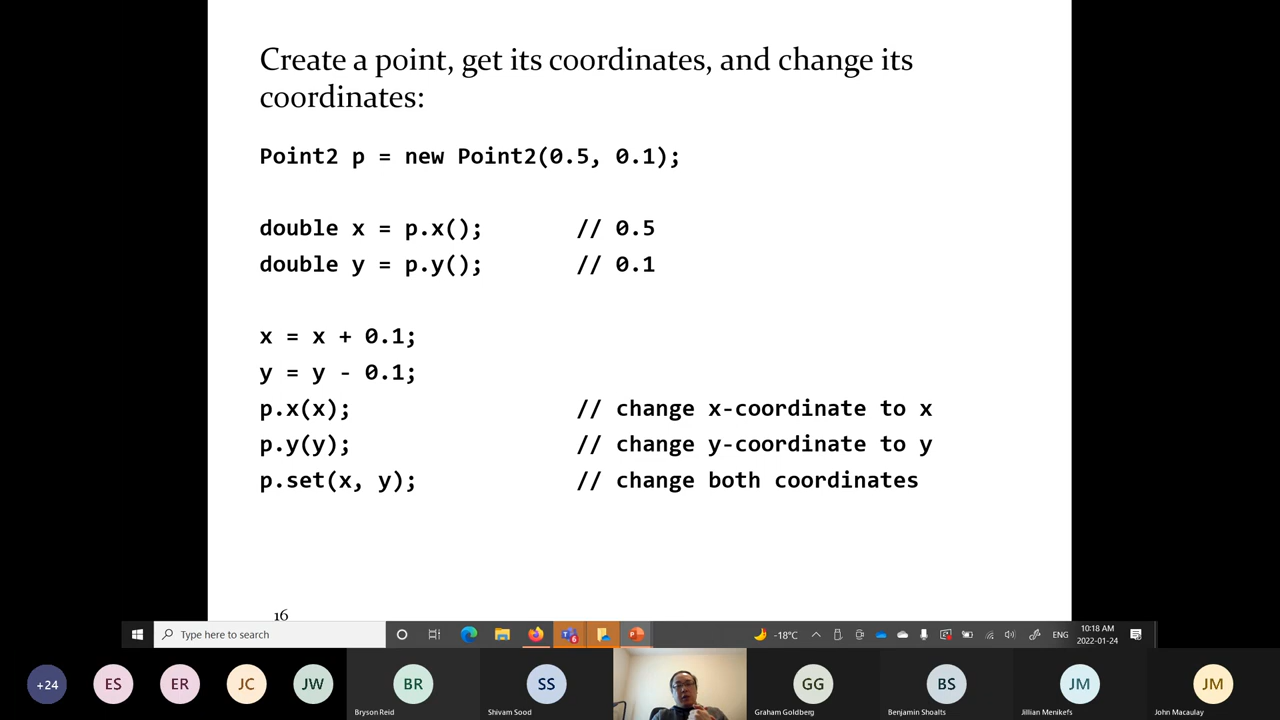 Create a point, get its coordinates, and change its
coordinates:
Point2 p = new Point2(0.5, 0.1);
double x = p.x(); // 0.5
double y = p.y(); // 0.1
x = x + 0.1;
y = y - 0.1;
p.x(x); // change x-coordinate to x
p.y(y); // change y-coordinate to y
p.set(x, y); // change both coordinates
16
Type here to search
6
-18°C
ENG
10:18 AM
2022-01-24
+24
ES
ER
JC
JW
BR
SS
GG
BS
JM
JM
Bryson Reid
Shivam Sood
Graham Goldberg
Benjamin Shoalts
Jillian Menikefs
John Macaulay